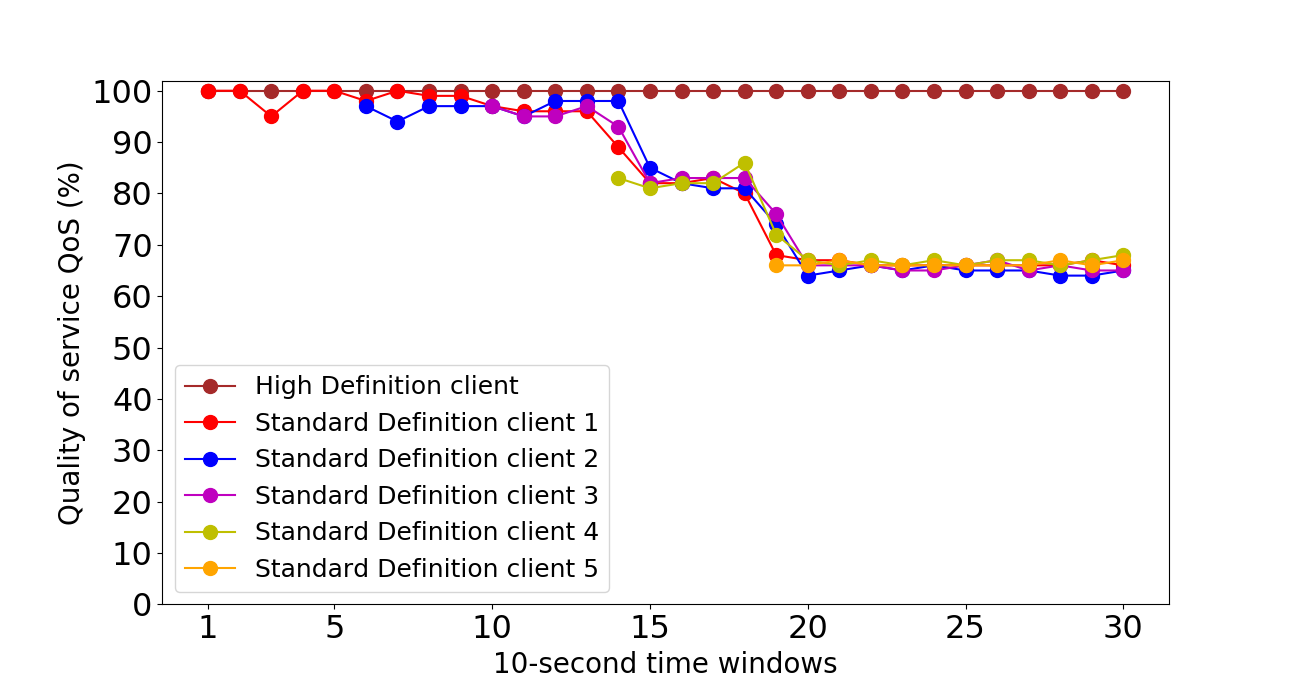 Quality of service QoS (%)
100
90
80
70
60
50
40
30
20
10
0
High Definition client
Standard Definition client 1
Standard Definition client 2
Standard Definition client 3
Standard Definition client 4
Standard Definition client 5
1 5 10 15 20 25 30
10-second time windows